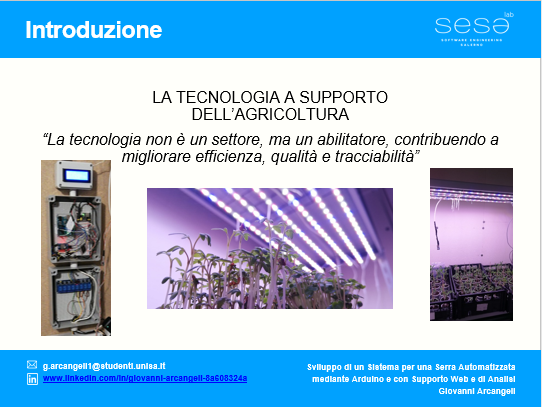 Introduzione
sesa lab
SOFTWARE ENGINEERING
SALERNO
LA TECNOLOGIA A SUPPORTO
DELL’AGRICOLTURA
“La tecnologia non è un settore, ma un abilitatore, contribuendo a
migliorare efficienza, qualità e tracciabilità”
g.arcangeli1@studenti.unisa.it
www.linkedin.com/in/giovanni-arcangeli-8a608324a
Sviluppo di un Sistema per una Serra Automatizzata
mediante Arduino e con Supporto Web e di Analisi
Giovanni Arcangeli